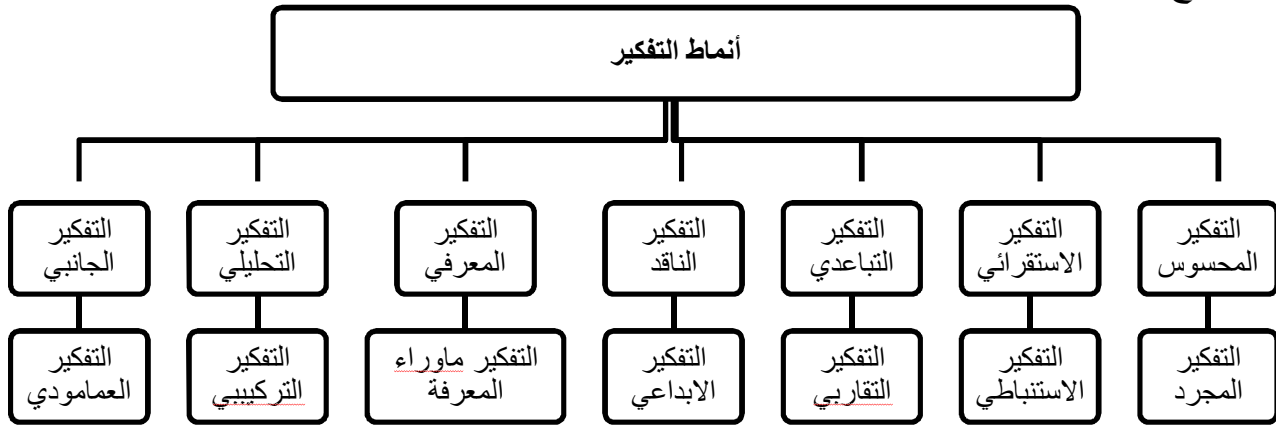 أنماط التفكير
التفكير
المحسوس
التفكير
الاستقرائي
التفكير
التباعدي
التفكير
الناقد
التفكير
المعرفي
التفكير
التحليلي
التفكير
الجانبي
التفكير
المجرد
التفكير
الاستنباطي
التفكير
التقاربي
التفكير
الابداعي
التفكير ماوراء
المعرفة
التفكير
التركيببي
التفكير
العمامودي